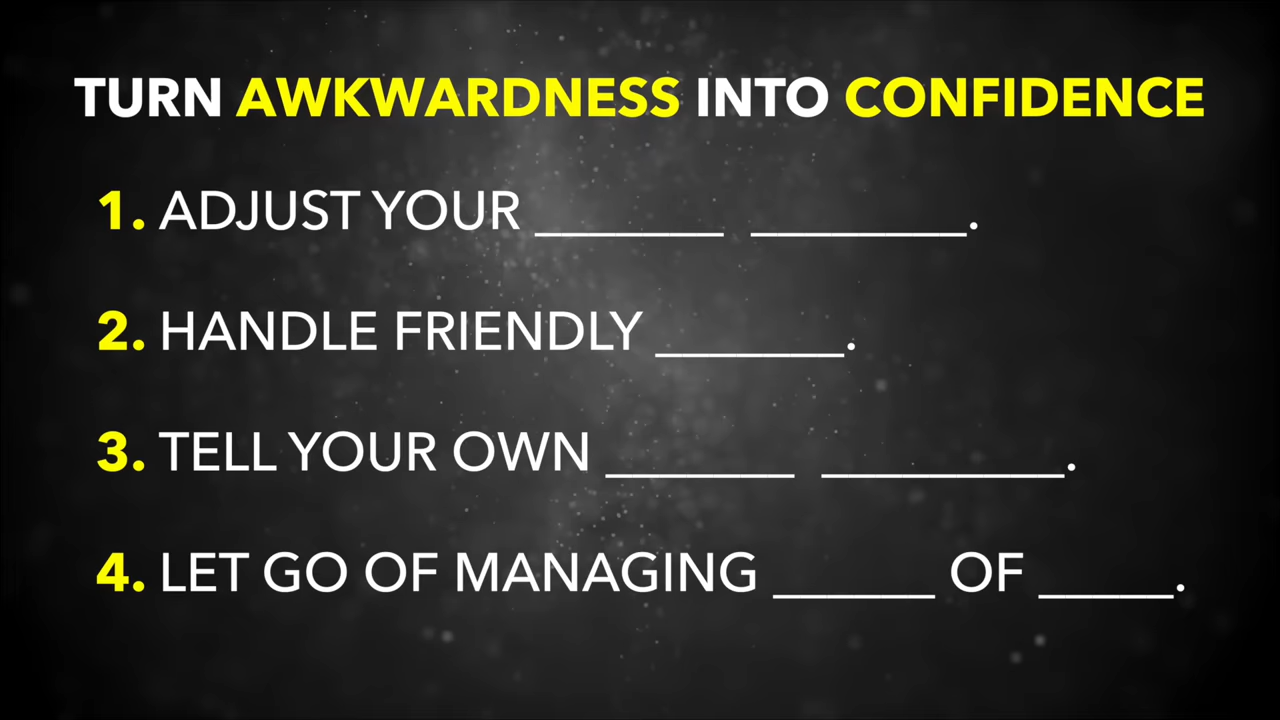 TURN AWKWARDNESS INTO CONFIDENCE
1. ADJUST YOUR _______ ________.
2. HANDLE FRIENDLY _______.
3. TELL YOUR OWN _______ _________.
4. LET GO OF MANAGING ______ OF _____.